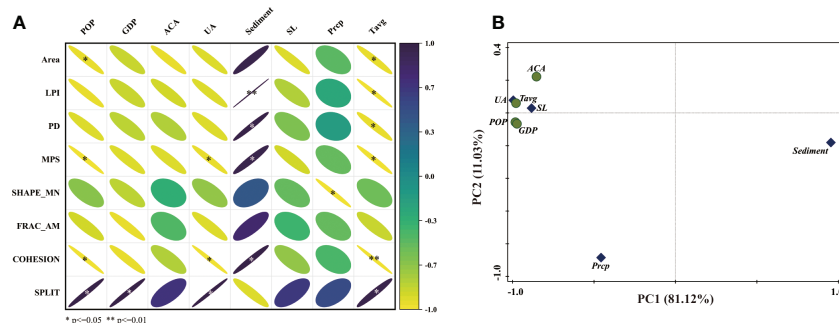 A
POP GDP ACA UA Sediment SL Prcp Tavg
Area * *
LPI ** *
PD * *
MPS * * * *
SHAPE_MN *
FRAC_AM
COHESION * * * **
SPLIT * * * *
1.0
0.7
0.3
0.0
-0.3
-0.7
-1.0
* p<=0.05 ** p<=0.01
B
0.4
ACA
UA Tavg
SL
POP GDP
Sediment
Prcp
-1.0
-1.0 1.0
PC1 (81.12%)
PC2 (11.03%)